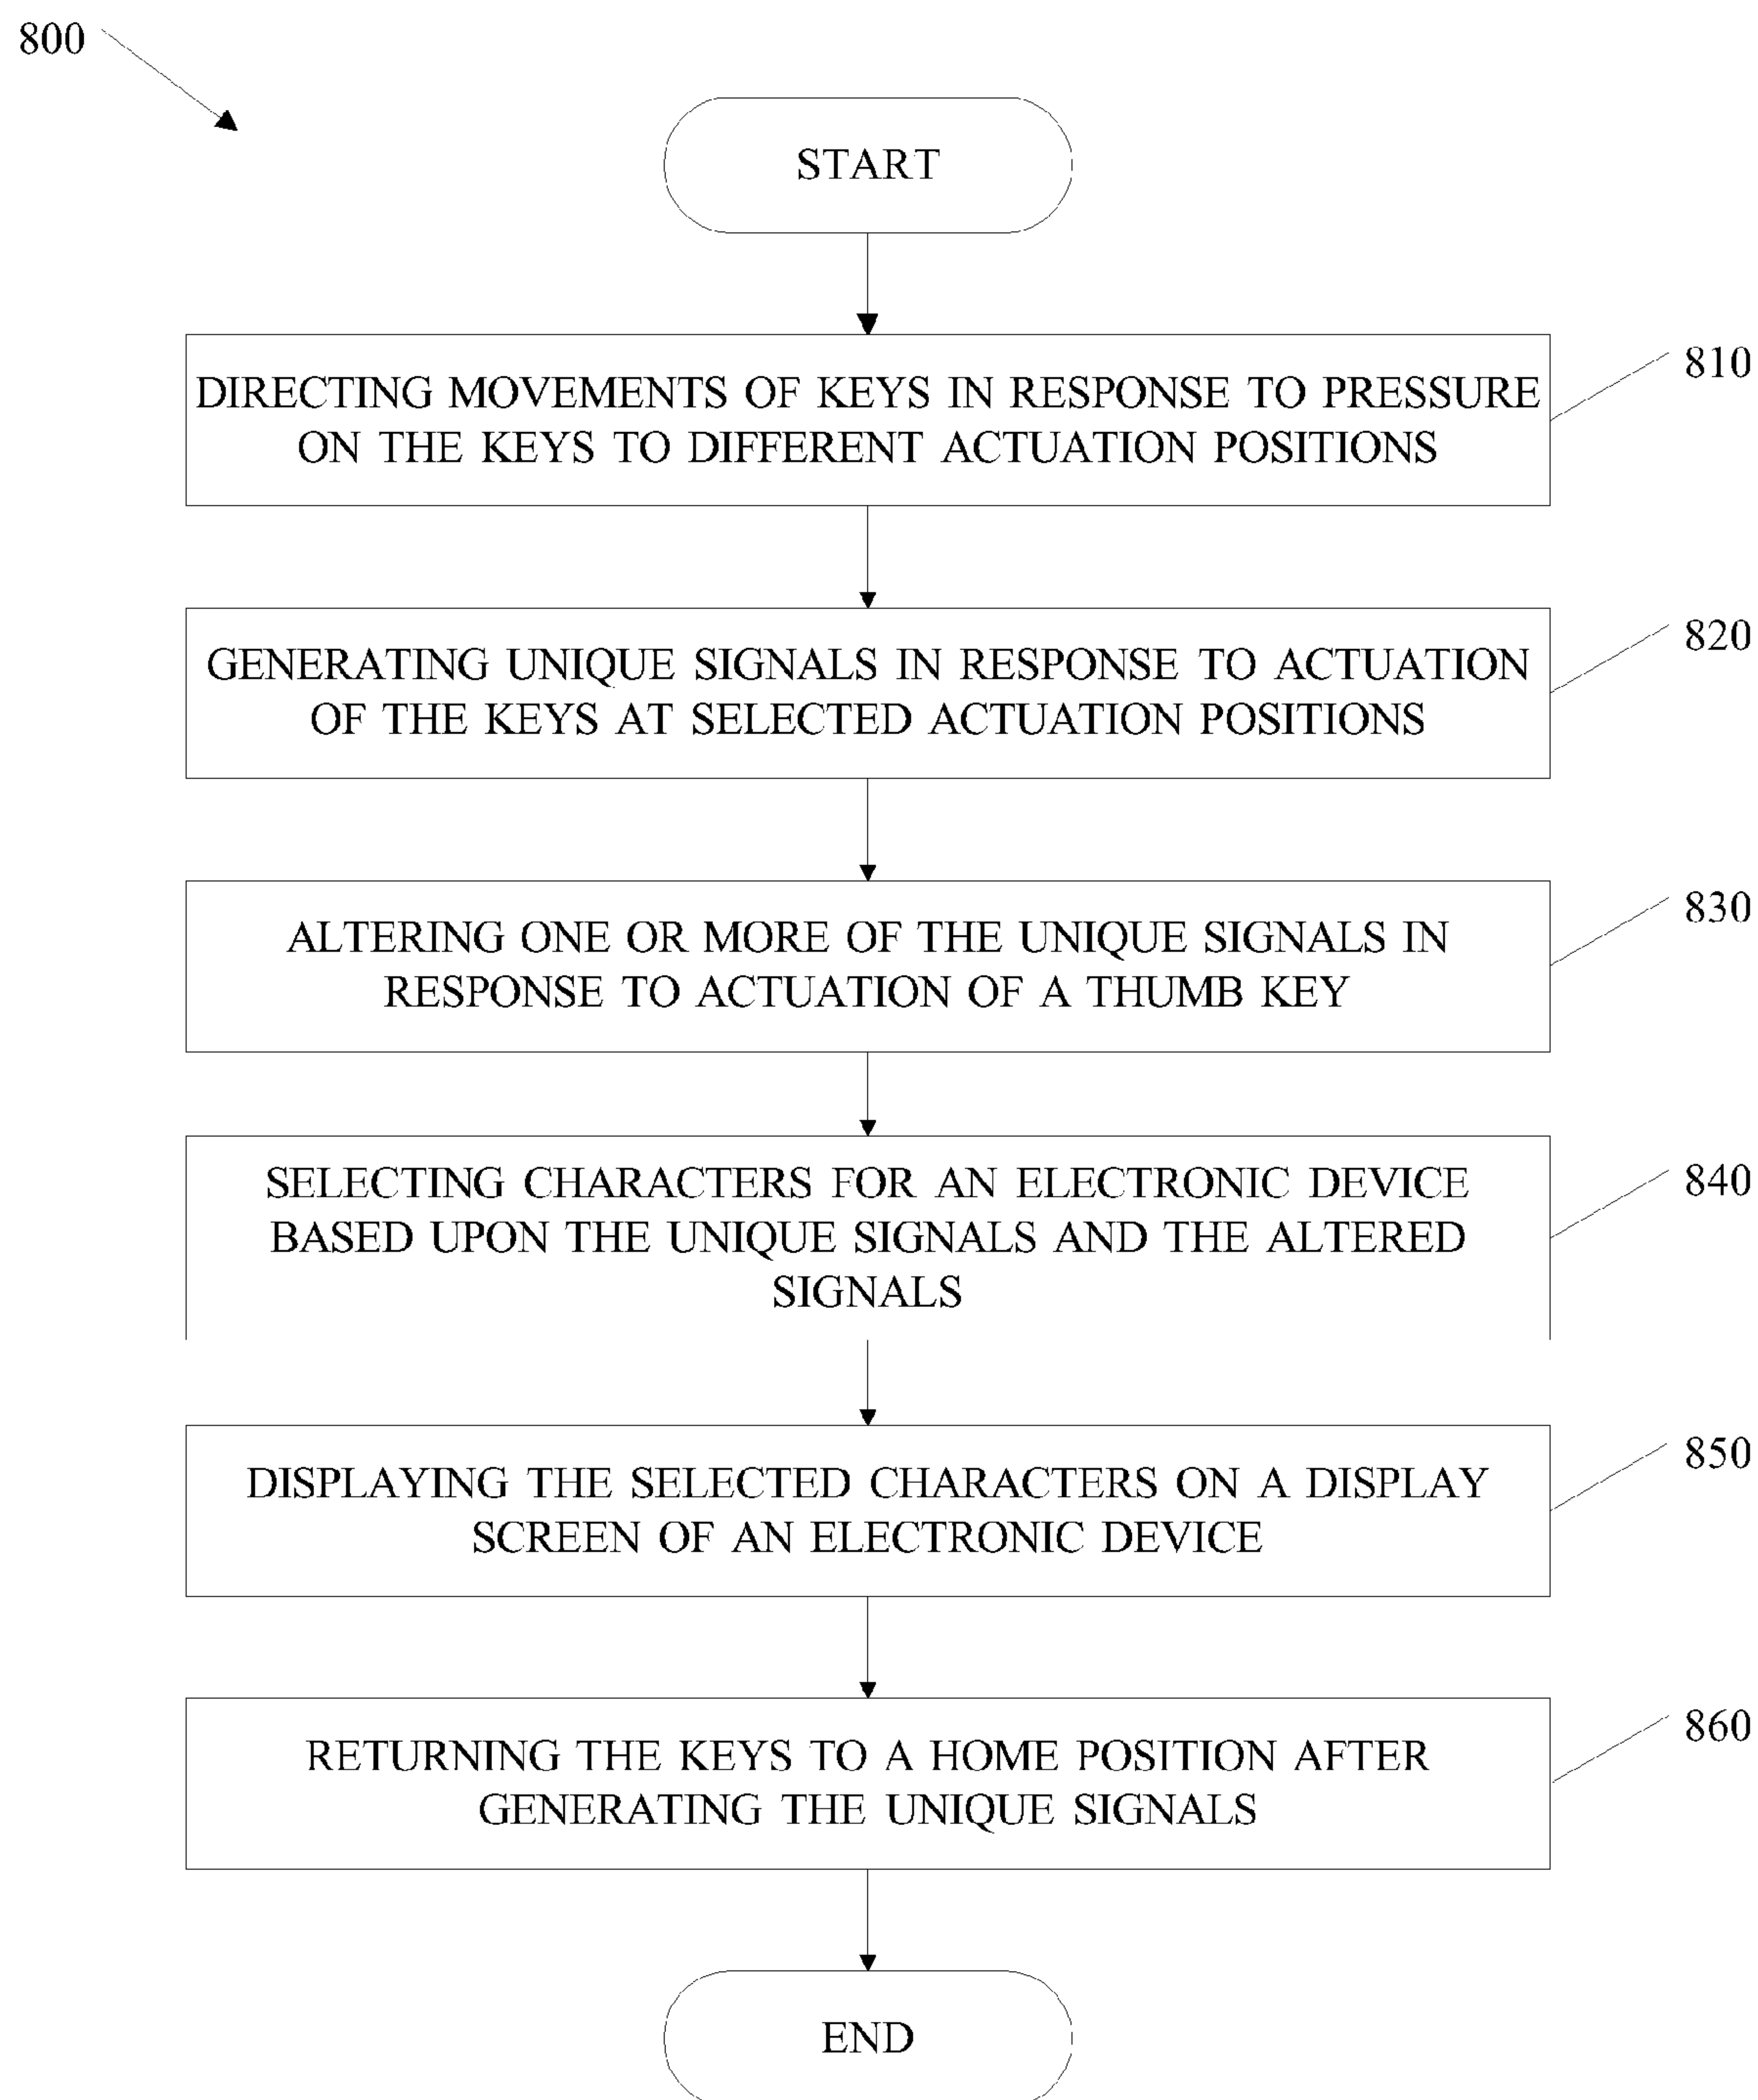 800
START
DIRECTING MOVEMENTS OF KEYS IN RESPONSE TO PRESSURE
ON THE KEYS TO DIFFERENT ACTUATION POSITIONS
810
GENERATING UNIQUE SIGNALS IN RESPONSE TO ACTUATION
OF THE KEYS AT SELECTED ACTUATION POSITIONS
820
ALTERING ONE OR MORE OF THE UNIQUE SIGNALS IN
RESPONSE TO ACTUATION OF A THUMB KEY
830
SELECTING CHARACTERS FOR AN ELECTRONIC DEVICE
BASED UPON THE UNIQUE SIGNALS AND THE ALTERED
SIGNALS
840
DISPLAYING THE SELECTED CHARACTERS ON A DISPLAY
SCREEN OF AN ELECTRONIC DEVICE
850
RETURNING THE KEYS TO A HOME POSITION AFTER
GENERATING THE UNIQUE SIGNALS
860
END